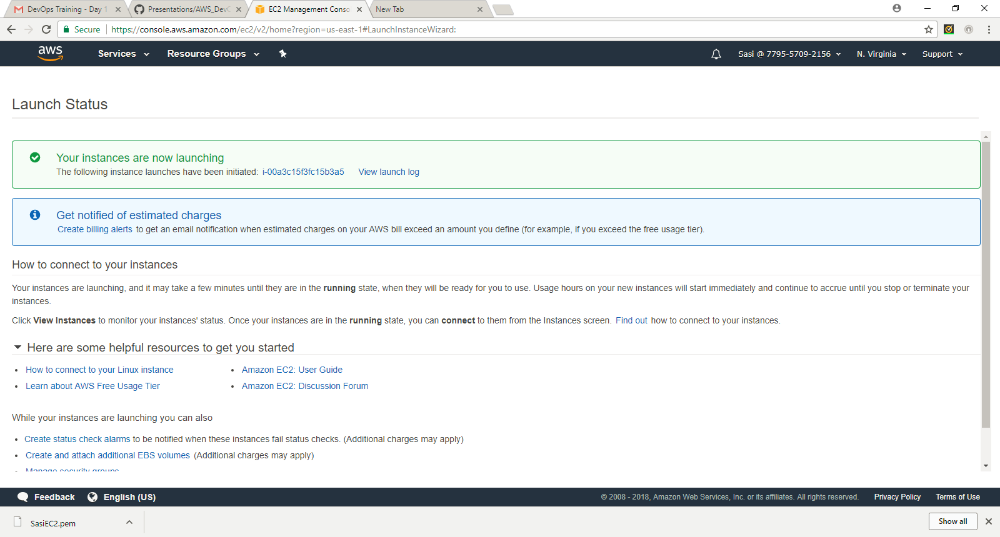 DevOps Training - Day 1
Presentations/AWS_DevO
EC2 Management Conso
New Tab
Secure
https://console.aws.amazon.com/ec2/v2/home?region=us-east-1#LaunchInstanceWizard:
aws
Services
Resource Groups
Sasi @ 7795-5709-2156
N. Virginia
Support
Launch Status
Your instances are now launching
The following instance launches have been initiated: i-00a3c15f3fc15b3a5 View launch log
Get notified of estimated charges
Create billing alerts to get an email notification when estimated charges on your AWS bill exceed an amount you define (for example, if you exceed the free usage tier).
How to connect to your instances
Your instances are launching, and it may take a few minutes until they are in the running state, when they will be ready for you to use. Usage hours on your new instances will start immediately and continue to accrue until you stop or terminate your
instances.
Click View Instances to monitor your instances' status. Once your instances are in the running state, you can connect to them from the Instances screen. Find out how to connect to your instances.
Here are some helpful resources to get you started
• How to connect to your Linux instance
• Amazon EC2: User Guide
• Learn about AWS Free Usage Tier
• Amazon EC2: Discussion Forum
While your instances are launching you can also
• Create status check alarms to be notified when these instances fail status checks. (Additional charges may apply)
• Create and attach additional EBS volumes (Additional charges may apply)
• Manage security groups
Feedback
English (US)
© 2008 - 2018, Amazon Web Services, Inc. or its affiliates. All rights reserved.
Privacy Policy
Terms of Use
SasiEC2.pem
Show all